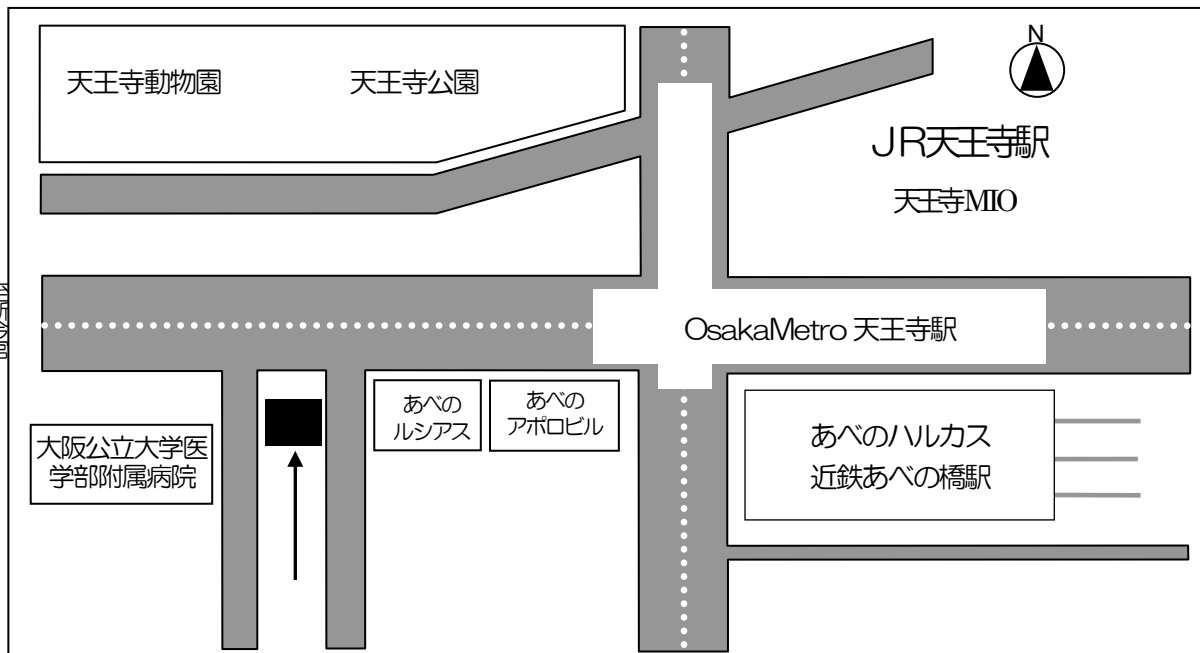 N
天王寺動物園
天王寺公園
JR天王寺駅
天王寺MIO
OsakaMetro 天王寺駅
あべの
ルシアス
あべの
アポロビル
大阪公立大学医
学部附属病院
あべのハルカス
近鉄あべの橋駅